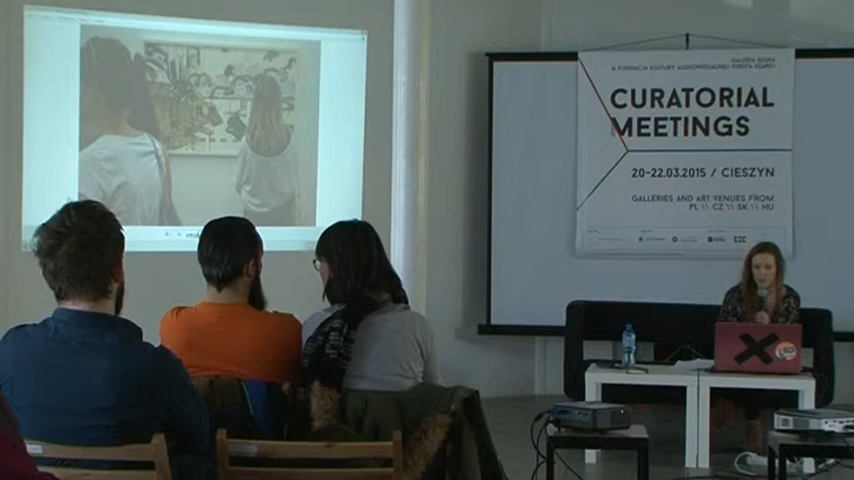 GALERIA SZARA
A FUNDACJA KULTURY AUDIOWIZUALNEJ STREFA SZAREJ
CURATORIAL
MEETINGS
20-22.03.2015 / CIESZYN
GALLERIES AND ART VENUES FROM
PL \\ CZ \\ SK \\ HU